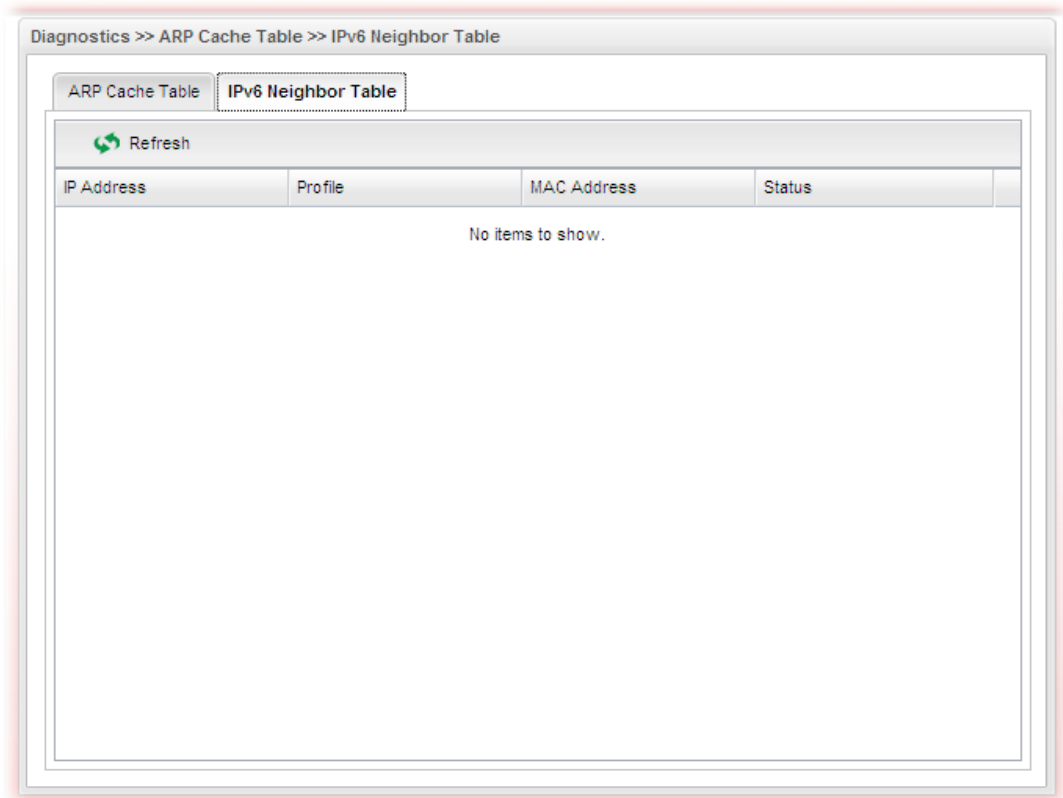 Diagnostics >> ARP Cache Table >> IPv6 Neighbor Table
ARP Cache Table IPv6 Neighbor Table
Refresh
IP Address Profile MAC Address Status
No items to show.